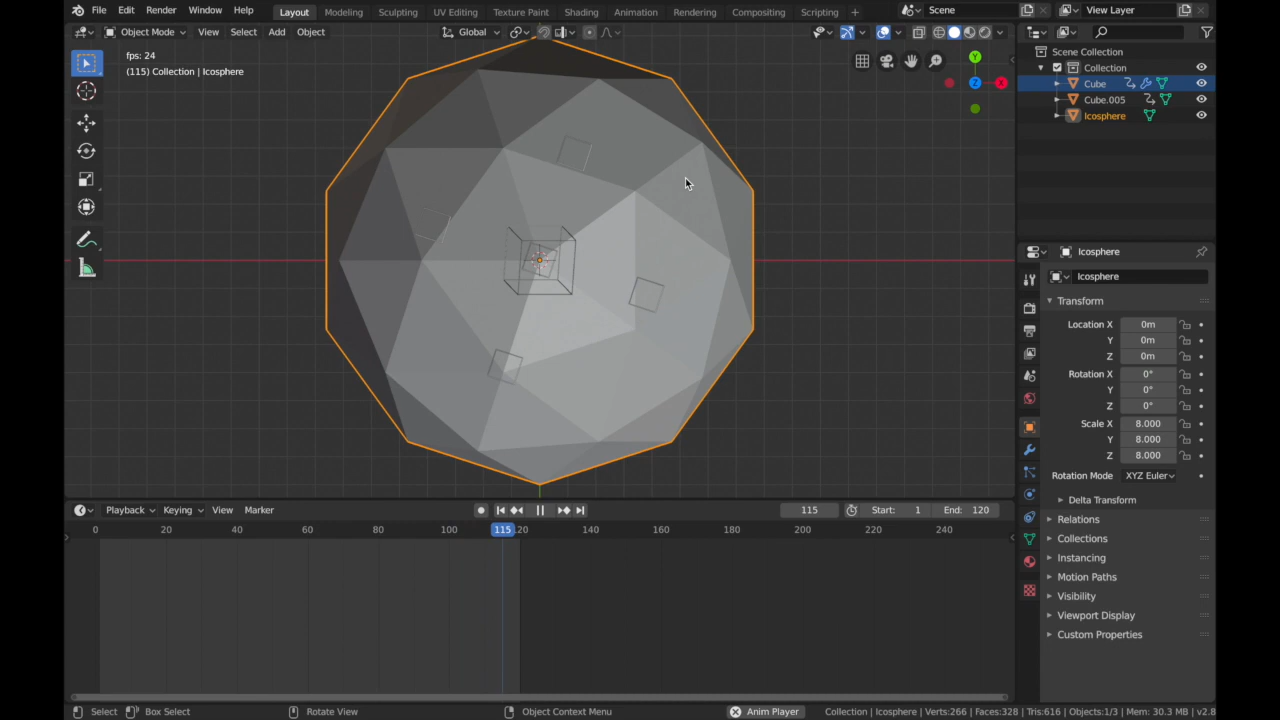 File Edit Render Window Help Layout Modeling Sculpting UV Editing Texture Paint Shading Animation Rendering Compositing Scripting + Scene View Layer
Object Mode View Select Add Object Global
fps: 24
(115) Collection | Icosphere
Y
Z X
Scene Collection
Collection
Cube
Cube.005
Icosphere
Icosphere
Icosphere
Transform
Location X 0m
Y 0m
Z 0m
Rotation X 0°
Y 0°
Z 0°
Scale X 8.000
Y 8.000
Z 8.000
Rotation Mode XYZ Euler
Delta Transform
Relations
Collections
Instancing
Motion Paths
Visibility
Viewport Display
Custom Properties
Playback Keying View Marker 115 Start: 1 End: 120
0 20 40 60 80 100 115 120 140 160 180 200 220 240
Select Box Select Rotate View Object Context Menu Anim Player Collection | Icosphere | Verts:266 | Faces:328 | Tris:616 | Objects:1/3 | Mem: 30.3 MB | v2.8